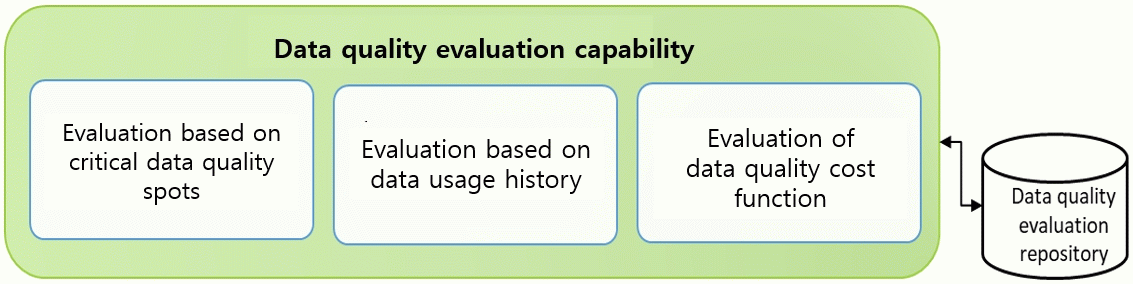 Data quality evaluation capability
Evaluation based on
critical data quality
spots
Evaluation based on
data usage history
Evaluation of
data quality cost
function
Data quality
evaluation
repository